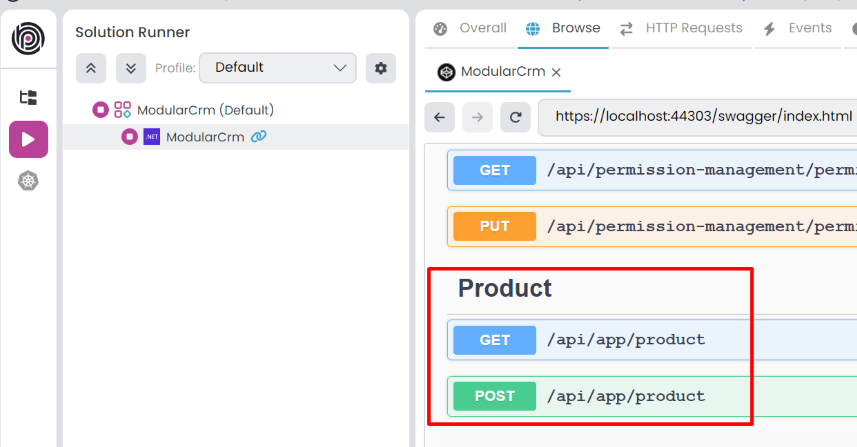 Solution Runner
Profile: Default
ModularCrm (Default)
.NET ModularCrm
Overall Browse HTTP Requests Events
ModularCrm
https://localhost:44303/swagger/index.html
GET /api/permission-management/permi
PUT /api/permission-management/permi
Product
GET /api/app/product
POST /api/app/product